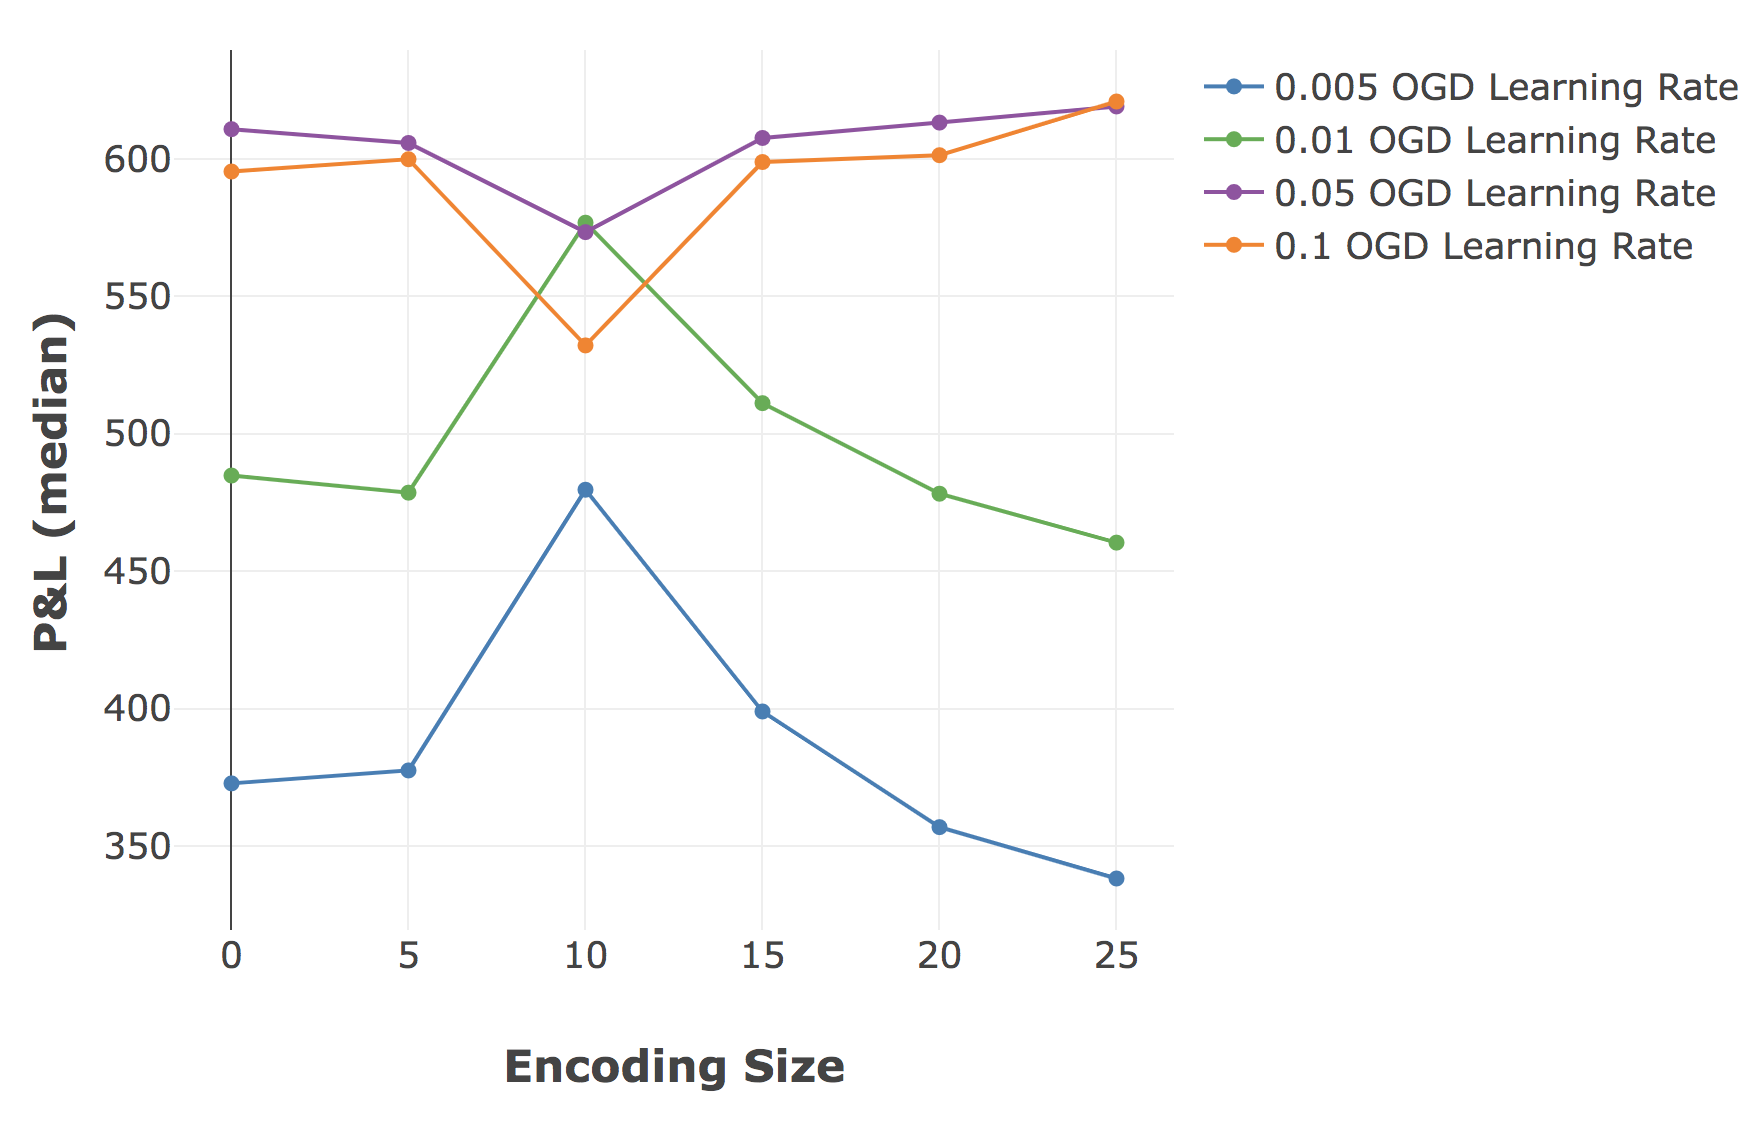 0.005 OGD Learning Rate
0.01 OGD Learning Rate
0.05 OGD Learning Rate
0.1 OGD Learning Rate
P&L (median)
600
550
500
450
400
350
0 5 10 15 20 25
Encoding Size